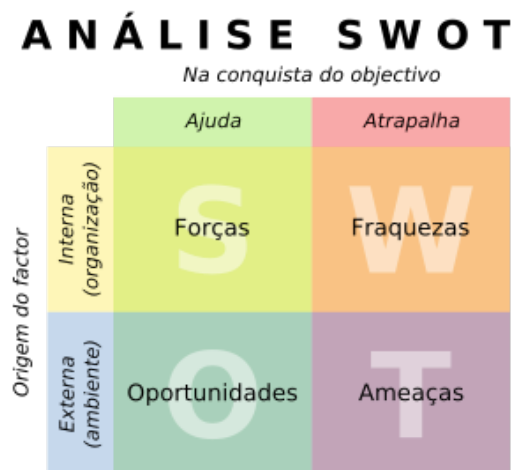 ANÁLISE SWOT
Na conquista do objectivo
Ajuda
Atrapalha
Origem do factor
Interna
(organização)
S
Forças
W
Fraquezas
Externa
(ambiente)
O
Oportunidades
T
Ameaças